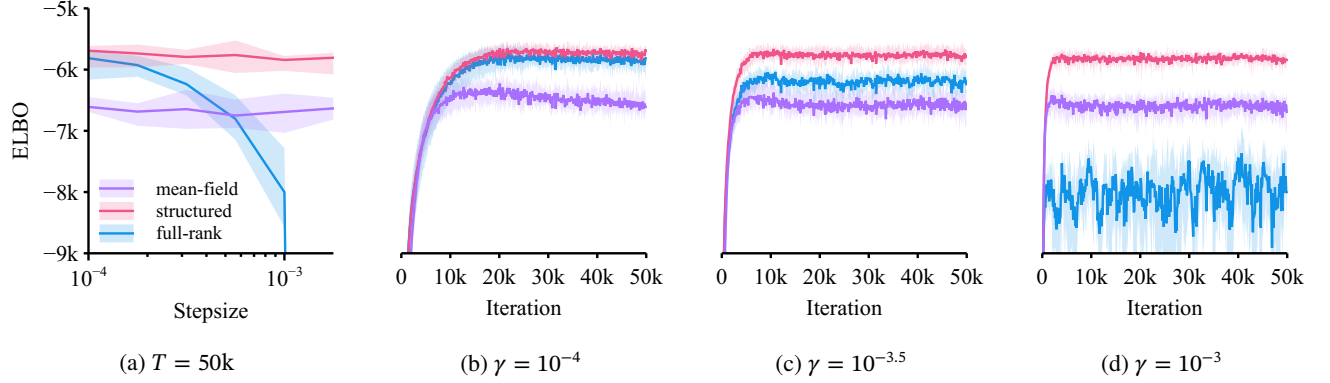 ELBO
−5k
−6k
−7k
−8k
−9k
mean-field
structured
full-rank
10⁻⁴ 10⁻³
Stepsize
(a) T = 50k
0 10k 20k 30k 40k 50k
Iteration
(b) γ = 10⁻⁴
0 10k 20k 30k 40k 50k
Iteration
(c) γ = 10⁻³·⁵
0 10k 20k 30k 40k 50k
Iteration
(d) γ = 10⁻³